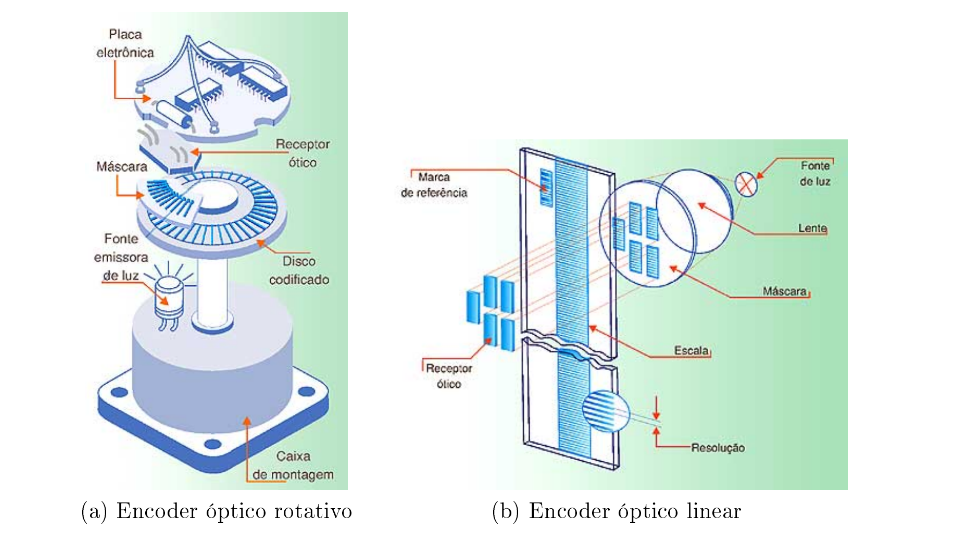 Placa
eletrônica
Receptor
ótico
Máscara
Fonte
emissora
de luz
Disco
codificado
Caixa
de montagem
(a) Encoder óptico rotativo
Marca
de referência
Fonte
de luz
Lente
Máscara
Escala
Receptor
ótico
Resolução
(b) Encoder óptico linear